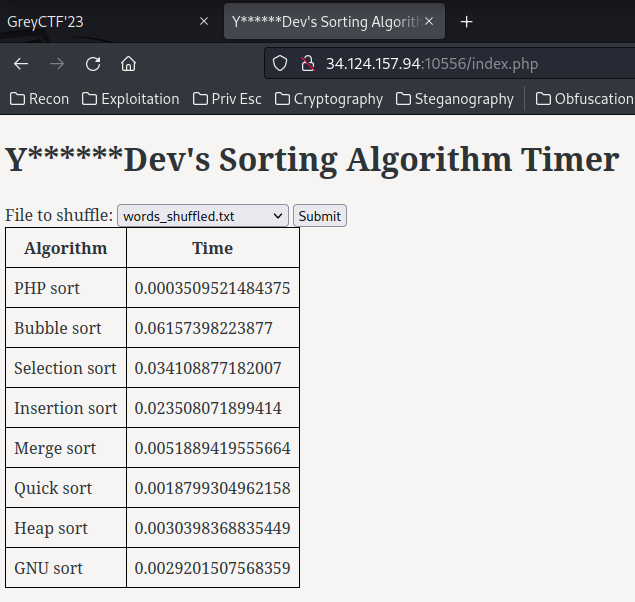 GreyCTF'23
Y******Dev's Sorting Algorith
34.124.157.94:10556/index.php
Recon Exploitation Priv Esc Cryptography Steganography Obfuscation
Y******Dev's Sorting Algorithm Timer
File to shuffle: words_shuffled.txt Submit
Algorithm Time
PHP sort 0.0003509521484375
Bubble sort 0.06157398223877
Selection sort 0.034108877182007
Insertion sort 0.023508071899414
Merge sort 0.0051889419555664
Quick sort 0.0018799304962158
Heap sort 0.0030398368835449
GNU sort 0.0029201507568359